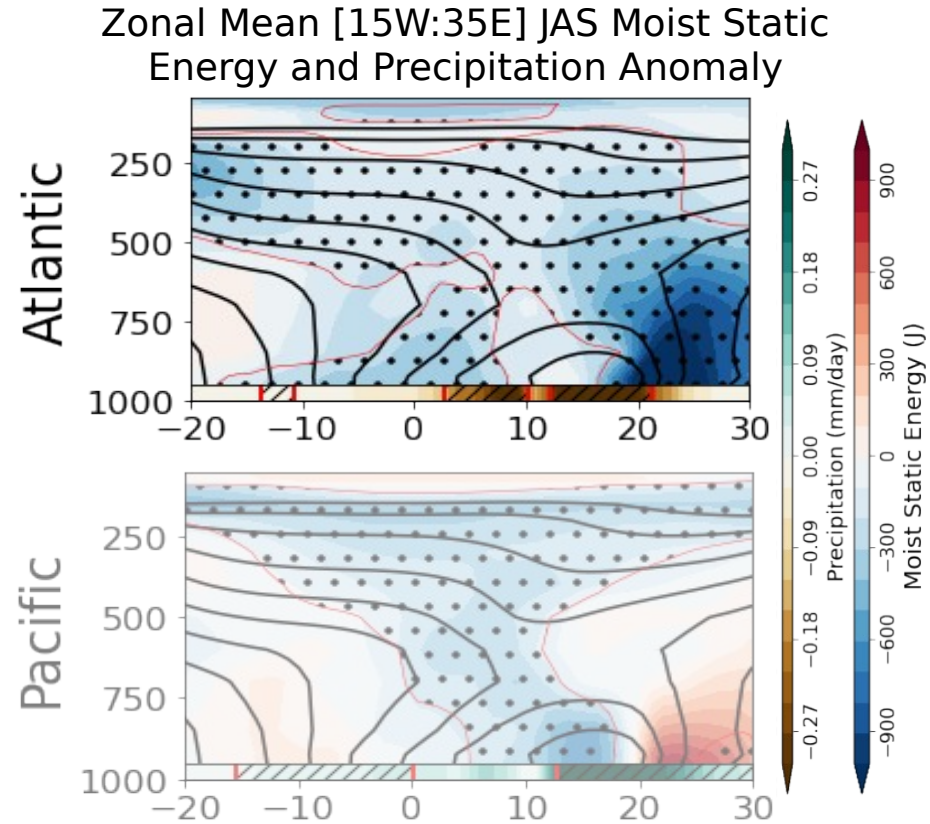 Zonal Mean [15W:35E] JAS Moist Static
Energy and Precipitation Anomaly
Atlantic
250
500
750
1000
−20 −10 0 10 20 30
Pacific
250
500
750
1000
−20 −10 0 10 20 30
0.27
0.18
0.09
0.00
−0.09
−0.18
−0.27
Precipitation (mm/day)
900
600
300
0
−300
−600
−900
Moist Static Energy (J)